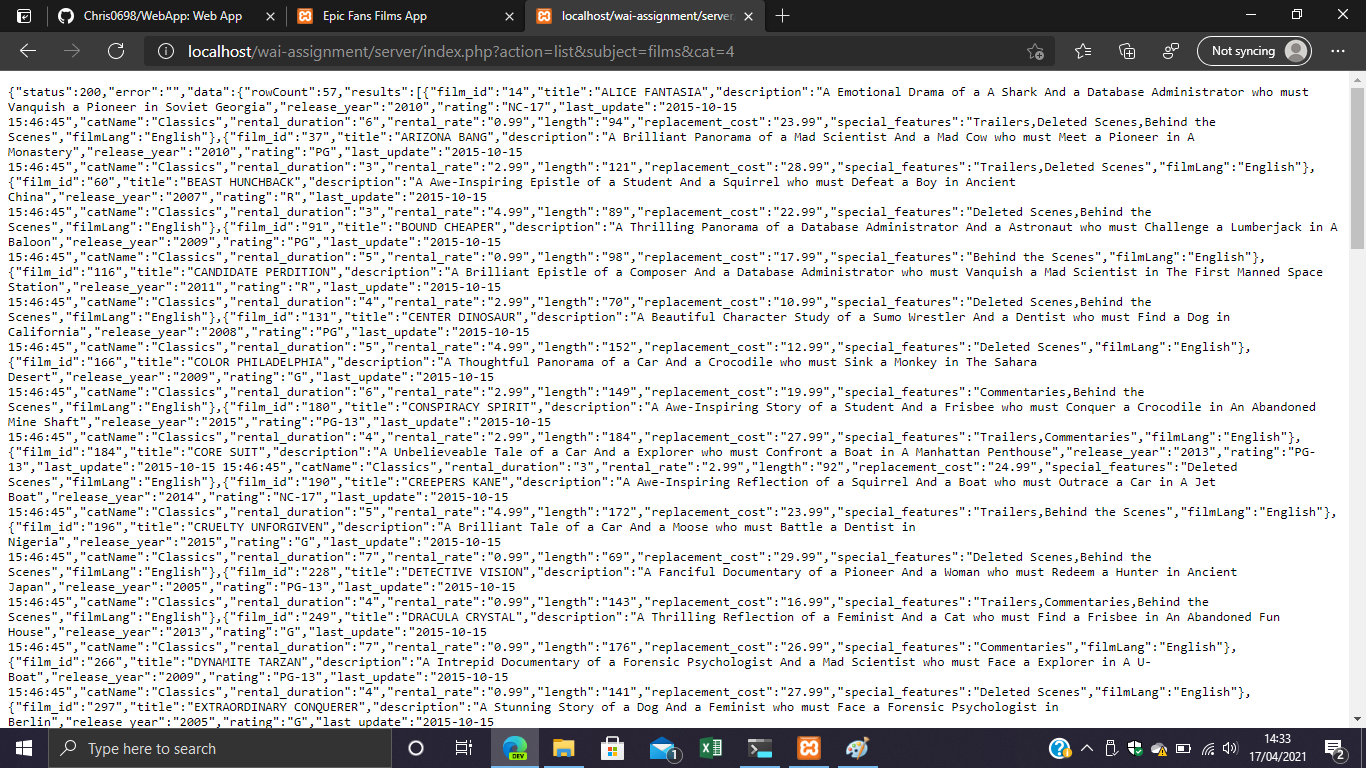 Chris0698/WebApp: Web App
Epic Fans Films App
localhost/wai-assignment/server
localhost/wai-assignment/server/index.php?action=list&subject=films&cat=4
Not syncing
{"status":200,"error":"","data":{"rowCount":57,"results":[{"film_id":"14","title":"ALICE FANTASIA","description":"A Emotional Drama of a A Shark And a Database Administrator who must
Vanquish a Pioneer in Soviet Georgia","release_year":"2010","rating":"NC-17","last_update":"2015-10-15
15:46:45","catName":"Classics","rental_duration":"6","rental_rate":"0.99","length":"94","replacement_cost":"23.99","special_features":"Trailers,Deleted Scenes,Behind the
Scenes","filmLang":"English"},{"film_id":"37","title":"ARIZONA BANG","description":"A Brilliant Panorama of a Mad Scientist And a Mad Cow who must Meet a Pioneer in A
Monastery","release_year":"2010","rating":"PG","last_update":"2015-10-15
15:46:45","catName":"Classics","rental_duration":"3","rental_rate":"2.99","length":"121","replacement_cost":"28.99","special_features":"Trailers,Deleted Scenes","filmLang":"English"},
{"film_id":"60","title":"BEAST HUNCHBACK","description":"A Awe-Inspiring Epistle of a Student And a Squirrel who must Defeat a Boy in Ancient
China","release_year":"2007","rating":"R","last_update":"2015-10-15
15:46:45","catName":"Classics","rental_duration":"3","rental_rate":"4.99","length":"89","replacement_cost":"22.99","special_features":"Deleted Scenes,Behind the
Scenes","filmLang":"English"},{"film_id":"91","title":"BOUND CHEAPER","description":"A Thrilling Panorama of a Database Administrator And a Astronaut who must Challenge a Lumberjack in A
Baloon","release_year":"2009","rating":"PG","last_update":"2015-10-15
15:46:45","catName":"Classics","rental_duration":"5","rental_rate":"0.99","length":"98","replacement_cost":"17.99","special_features":"Behind the Scenes","filmLang":"English"},
{"film_id":"116","title":"CANDIDATE PERDITION","description":"A Brilliant Epistle of a Composer And a Database Administrator who must Vanquish a Mad Scientist in The First Manned Space
Station","release_year":"2011","rating":"R","last_update":"2015-10-15
15:46:45","catName":"Classics","rental_duration":"4","rental_rate":"2.99","length":"70","replacement_cost":"10.99","special_features":"Deleted Scenes,Behind the
Scenes","filmLang":"English"},{"film_id":"131","title":"CENTER DINOSAUR","description":"A Beautiful Character Study of a Sumo Wrestler And a Dentist who must Find a Dog in
California","release_year":"2008","rating":"PG","last_update":"2015-10-15
15:46:45","catName":"Classics","rental_duration":"5","rental_rate":"4.99","length":"152","replacement_cost":"12.99","special_features":"Deleted Scenes","filmLang":"English"},
{"film_id":"166","title":"COLOR PHILADELPHIA","description":"A Thoughtful Panorama of a Car And a Crocodile who must Sink a Monkey in The Sahara
Desert","release_year":"2009","rating":"G","last_update":"2015-10-15
15:46:45","catName":"Classics","rental_duration":"6","rental_rate":"2.99","length":"149","replacement_cost":"19.99","special_features":"Commentaries,Behind the
Scenes","filmLang":"English"},{"film_id":"180","title":"CONSPIRACY SPIRIT","description":"A Awe-Inspiring Story of a Student And a Frisbee who must Conquer a Crocodile in An Abandoned
Mine Shaft","release_year":"2015","rating":"PG-13","last_update":"2015-10-15
15:46:45","catName":"Classics","rental_duration":"4","rental_rate":"2.99","length":"184","replacement_cost":"27.99","special_features":"Trailers,Commentaries","filmLang":"English"},
{"film_id":"184","title":"CORE SUIT","description":"A Unbelieveable Tale of a Car And a Explorer who must Confront a Boat in A Manhattan Penthouse","release_year":"2013","rating":"PG-
13","last_update":"2015-10-15 15:46:45","catName":"Classics","rental_duration":"3","rental_rate":"2.99","length":"92","replacement_cost":"24.99","special_features":"Deleted
Scenes","filmLang":"English"},{"film_id":"190","title":"CREEPERS KANE","description":"A Awe-Inspiring Reflection of a Squirrel And a Boat who must Outrace a Car in A Jet
Boat","release_year":"2014","rating":"NC-17","last_update":"2015-10-15
15:46:45","catName":"Classics","rental_duration":"5","rental_rate":"4.99","length":"172","replacement_cost":"23.99","special_features":"Trailers,Behind the Scenes","filmLang":"English"},
{"film_id":"196","title":"CRUELTY UNFORGIVEN","description":"A Brilliant Tale of a Car And a Moose who must Battle a Dentist in
Nigeria","release_year":"2015","rating":"G","last_update":"2015-10-15
15:46:45","catName":"Classics","rental_duration":"7","rental_rate":"0.99","length":"69","replacement_cost":"29.99","special_features":"Deleted Scenes,Behind the
Scenes","filmLang":"English"},{"film_id":"228","title":"DETECTIVE VISION","description":"A Fanciful Documentary of a Pioneer And a Woman who must Redeem a Hunter in Ancient
Japan","release_year":"2005","rating":"PG-13","last_update":"2015-10-15
15:46:45","catName":"Classics","rental_duration":"4","rental_rate":"0.99","length":"143","replacement_cost":"16.99","special_features":"Trailers,Commentaries,Behind the
Scenes","filmLang":"English"},{"film_id":"249","title":"DRACULA CRYSTAL","description":"A Thrilling Reflection of a Feminist And a Cat who must Find a Frisbee in An Abandoned Fun
House","release_year":"2013","rating":"G","last_update":"2015-10-15
15:46:45","catName":"Classics","rental_duration":"7","rental_rate":"0.99","length":"176","replacement_cost":"26.99","special_features":"Commentaries","filmLang":"English"},
{"film_id":"266","title":"DYNAMITE TARZAN","description":"A Intrepid Documentary of a Forensic Psychologist And a Mad Scientist who must Face a Explorer in A U-
Boat","release_year":"2009","rating":"PG-13","last_update":"2015-10-15
15:46:45","catName":"Classics","rental_duration":"4","rental_rate":"0.99","length":"141","replacement_cost":"27.99","special_features":"Deleted Scenes","filmLang":"English"},
{"film_id":"297","title":"EXTRAORDINARY CONQUERER","description":"A Stunning Story of a Dog And a Feminist who must Face a Forensic Psychologist in
Berlin","release_year":"2005","rating":"G","last_update":"2015-10-15
Type here to search
DEV
1
14:33
17/04/2021
2